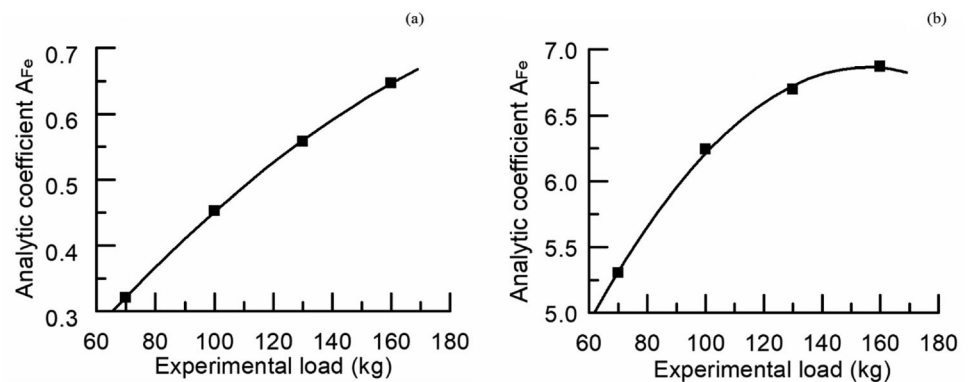 (a)
Analytic coefficient AFe
0.7
0.6
0.5
0.4
0.3
60 80 100 120 140 160 180
Experimental load (kg)
(b)
Analytic coefficient AFe
7.0
6.5
6.0
5.5
5.0
60 80 100 120 140 160 180
Experimental load (kg)